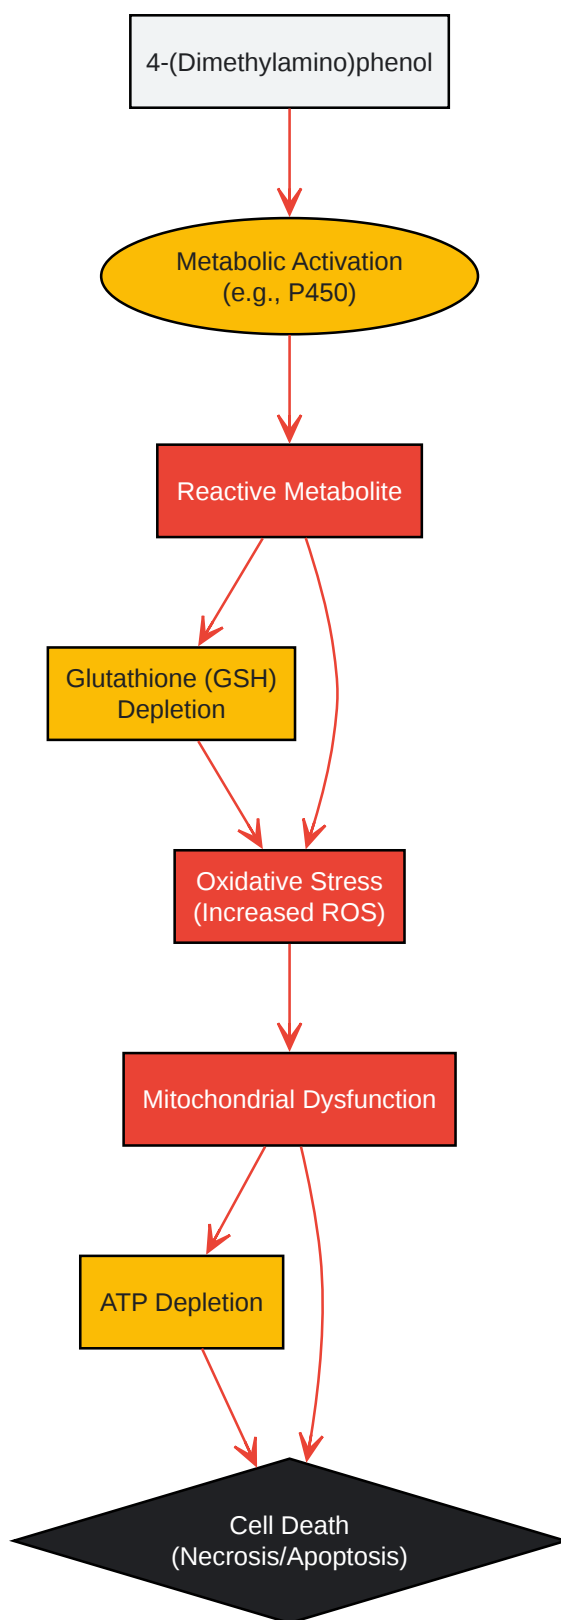 4-(Dimethylamino)phenol
Metabolic Activation
(e.g., P450)
Reactive Metabolite
Glutathione (GSH)
Depletion
Oxidative Stress
(Increased ROS)
Mitochondrial Dysfunction
ATP Depletion
Cell Death
(Necrosis/Apoptosis)